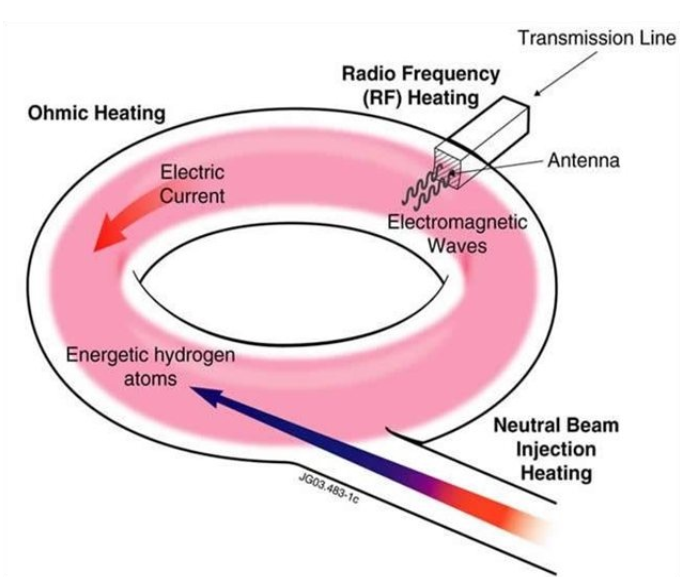 Transmission Line
Radio Frequency
(RF) Heating
Ohmic Heating
Antenna
Electric
Current
Electromagnetic
Waves
Energetic hydrogen
atoms
Neutral Beam
Injection
Heating
JG03.483-1c